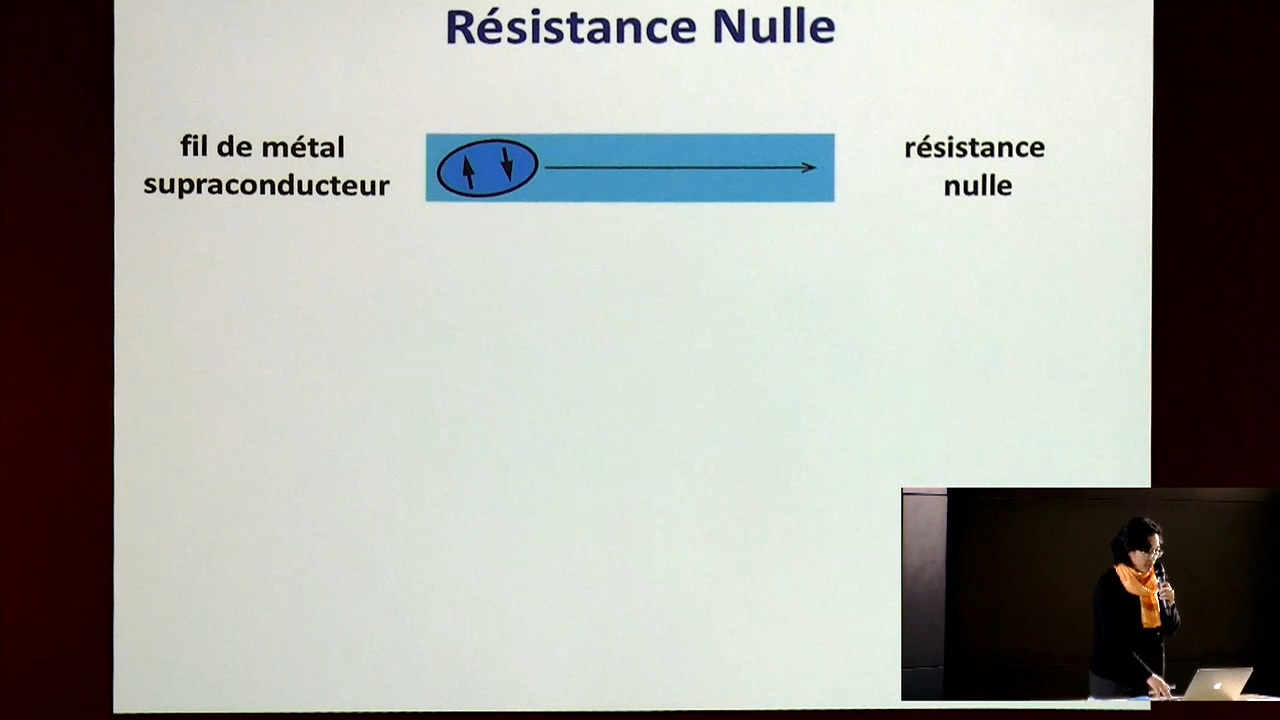 Résistance Nulle
fil de métal
supraconducteur
résistance
nulle